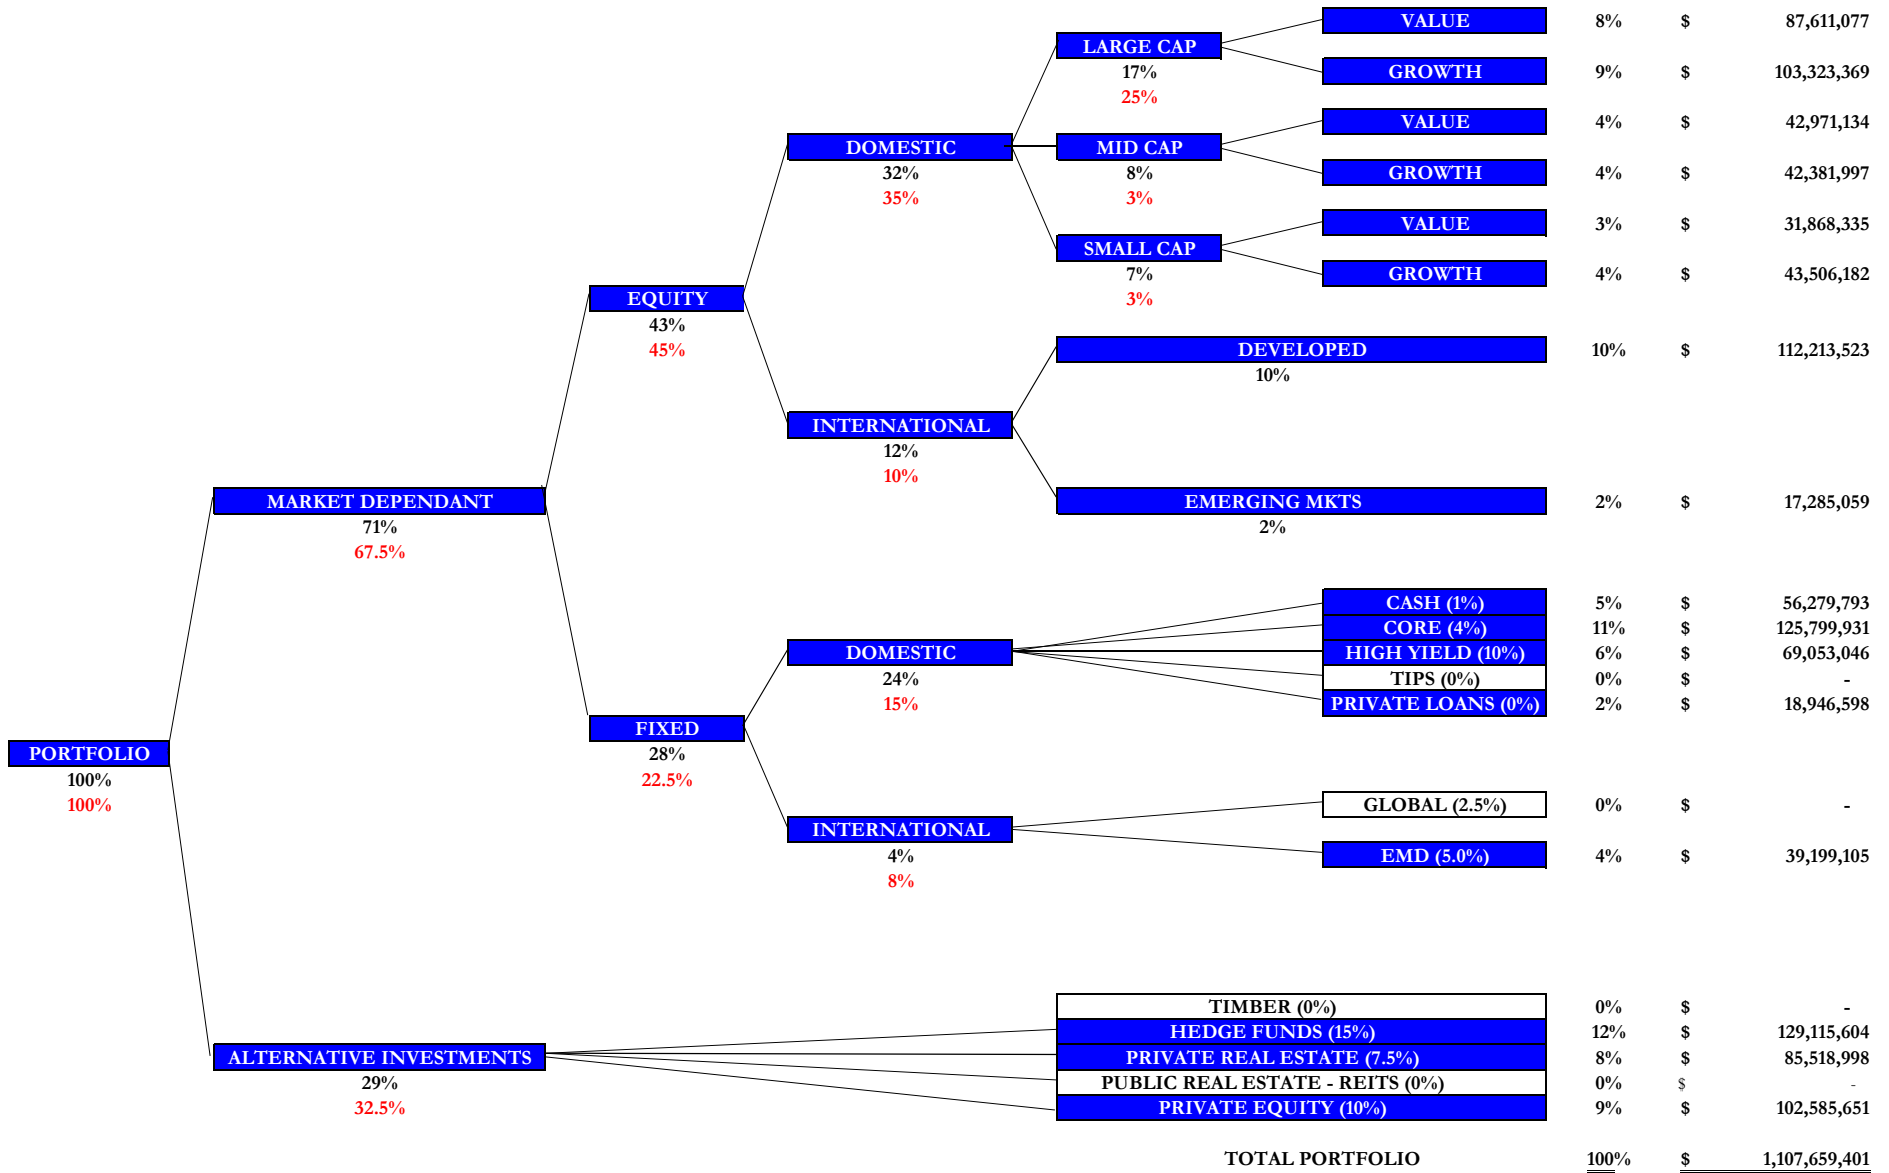 VALUE 8% $ 87,611,077
LARGE CAP
17%
GROWTH 9% $ 103,323,369
25%
VALUE 4% $ 42,971,134
DOMESTIC MID CAP
32% 8% GROWTH 4% $ 42,381,997
35% 3%
VALUE 3% $ 31,868,335
SMALL CAP
7% GROWTH 4% $ 43,506,182
EQUITY 3%
43%
45% DEVELOPED 10% $ 112,213,523
10%
INTERNATIONAL
12%
10%
MARKET DEPENDANT EMERGING MKTS 2% $ 17,285,059
71% 2%
67.5%
CASH (1%) 5% $ 56,279,793
CORE (4%) 11% $ 125,799,931
DOMESTIC HIGH YIELD (10%) 6% $ 69,053,046
24% TIPS (0%) 0% $ -
15% PRIVATE LOANS (0%) 2% $ 18,946,598
FIXED
PORTFOLIO 28%
100% 22.5%
100% GLOBAL (2.5%) 0% $ -
INTERNATIONAL
4% EMD (5.0%) 4% $ 39,199,105
8%
TIMBER (0%) 0% $ -
HEDGE FUNDS (15%) 12% $ 129,115,604
ALTERNATIVE INVESTMENTS PRIVATE REAL ESTATE (7.5%) 8% $ 85,518,998
29% PUBLIC REAL ESTATE - REITS (0%) 0% $ -
32.5% PRIVATE EQUITY (10%) 9% $ 102,585,651
TOTAL PORTFOLIO 100% $ 1,107,659,401